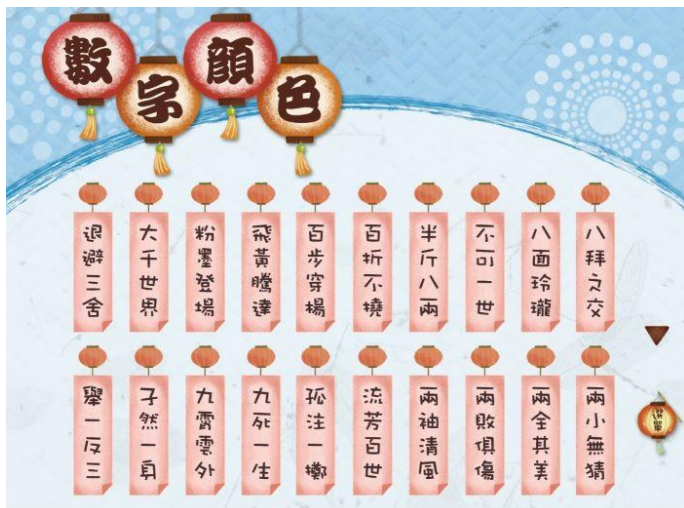 數字顏色
八拜之交
八面玲瓏
不可一世
半斤八兩
百折不撓
百步穿楊
飛黃騰達
粉墨登場
大千世界
退避三舍
兩小無猜
兩全其美
兩敗俱傷
兩袖清風
流芳百世
孤注一擲
九死一生
九霄雲外
孑然一身
舉一反三
選單